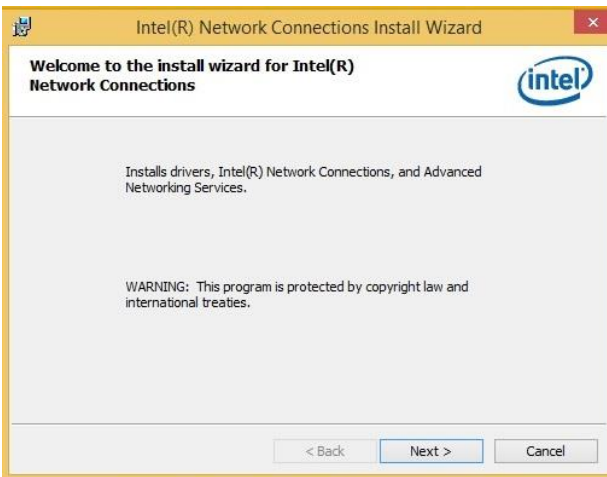 Intel(R) Network Connections Install Wizard
Welcome to the install wizard for Intel(R)
Network Connections
intel
Installs drivers, Intel(R) Network Connections, and Advanced
Networking Services.
WARNING:  This program is protected by copyright law and
international treaties.
< Back
Next >
Cancel